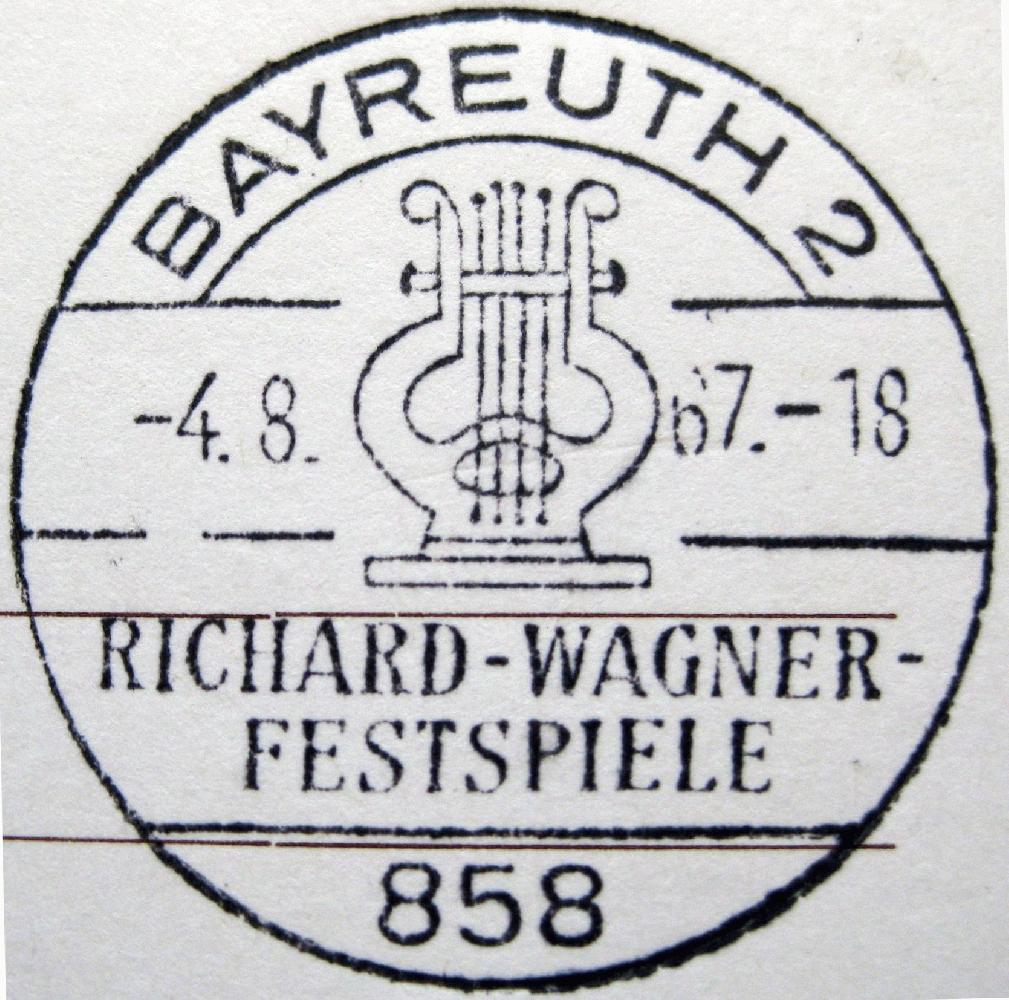 BAYREUTH 2
-4.8. 67.-18
RICHARD-WAGNER-
FESTSPIELE
858